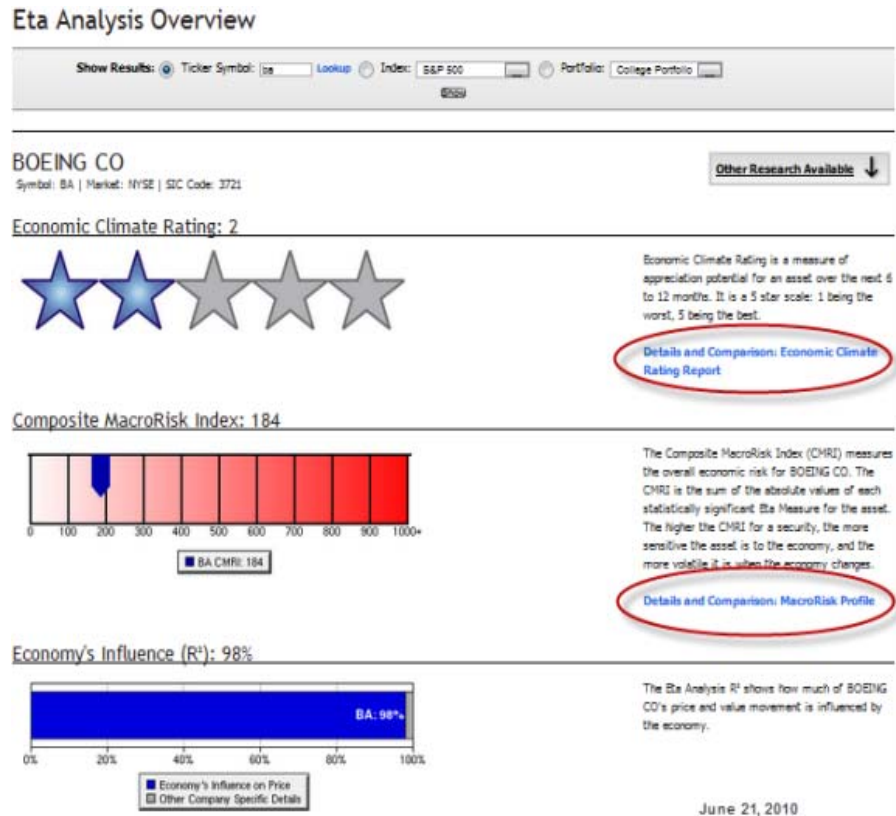 Eta Analysis Overview
Show Results: Ticker Symbol: ba Lookup Index: S&P 500 ... Portfolio: College Portfolio ...
Show
BOEING CO
Symbol: BA | Market: NYSE | SIC Code: 3721
Other Research Available
Economic Climate Rating: 2
Economic Climate Rating is a measure of
appreciation potential for an asset over the next 6
to 12 months. It is a 5 star scale: 1 being the
worst, 5 being the best.
Details and Comparison: Economic Climate
Rating Report
Composite MacroRisk Index: 184
0 100 200 300 400 500 600 700 800 900 1000+
BA CMRI: 184
The Composite MacroRisk Index (CMRI) measures
the overall economic risk for BOEING CO. The
CMRI is the sum of the absolute values of each
statistically significant Eta Measure for the asset.
The higher the CMRI for a security, the more
sensitive the asset is to the economy, and the
more volatile it is when the economy changes.
Details and Comparison: MacroRisk Profile
Economy's Influence (R²): 98%
BA: 98%
0% 20% 40% 60% 80% 100%
Economy's Influence on Price
Other Company Specific Details
The Eta Analysis R² shows how much of BOEING
CO's price and value movement is influenced by
the economy.
June 21, 2010